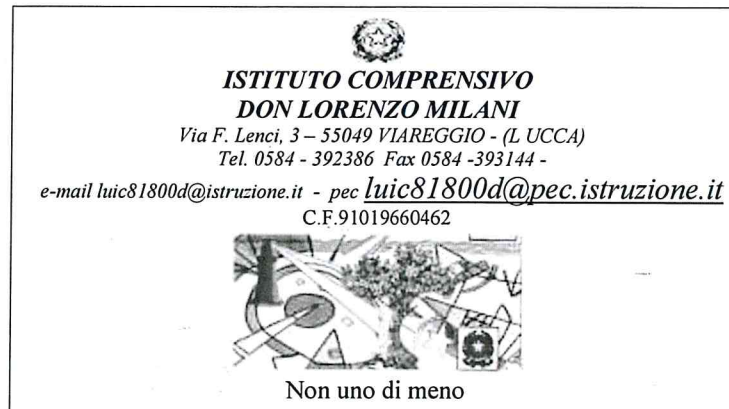 ISTITUTO COMPRENSIVO
DON LORENZO MILANI
Via F. Lenci, 3 – 55049 VIAREGGIO - (L UCCA)
Tel. 0584 - 392386 Fax 0584 -393144 -
e-mail luic81800d@istruzione.it - pec luic81800d@pec.istruzione.it
C.F.91019660462
Non uno di meno